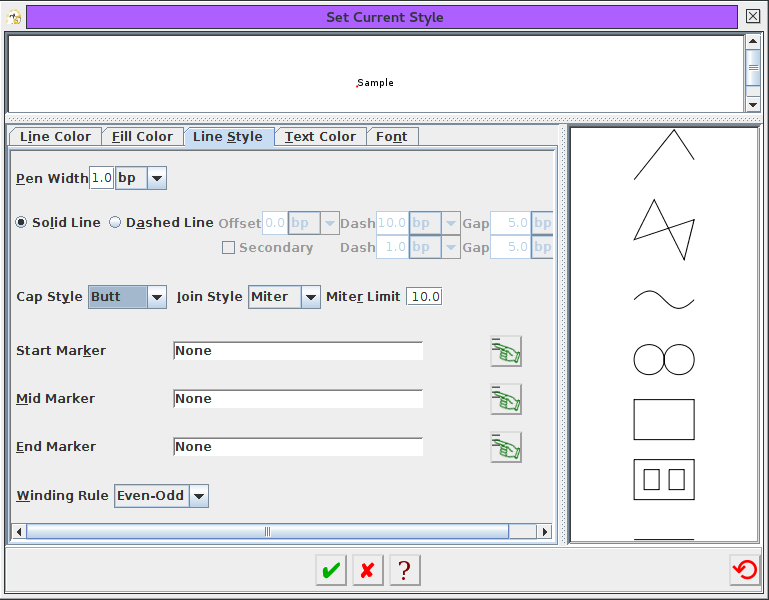 Set Current Style
Sample
Line Color Fill Color Line Style Text Color Font
Pen Width 1.0 bp
Solid Line Dashed Line Offset 0.0 bp Dash 10.0 bp Gap 5.0 bp
Secondary Dash 1.0 bp Gap 5.0 bp
Cap Style Butt Join Style Miter Miter Limit 10.0
Start Marker None
Mid Marker None
End Marker None
Winding Rule Even-Odd
?